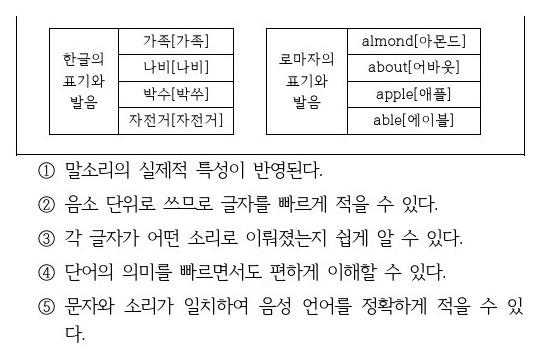 한글의
표기와
발음
가족[가족]
나비[나비]
박수[박쑤]
자전거[자전거]
로마자의
표기와
발음
almond[아몬드]
about[어바웃]
apple[애플]
able[에이블]
① 말소리의 실제적 특성이 반영된다.
② 음소 단위로 쓰므로 글자를 빠르게 적을 수 있다.
③ 각 글자가 어떤 소리로 이뤄졌는지 쉽게 알 수 있다.
④ 단어의 의미를 빠르면서도 편하게 이해할 수 있다.
⑤ 문자와 소리가 일치하여 음성 언어를 정확하게 적을 수 있
다.